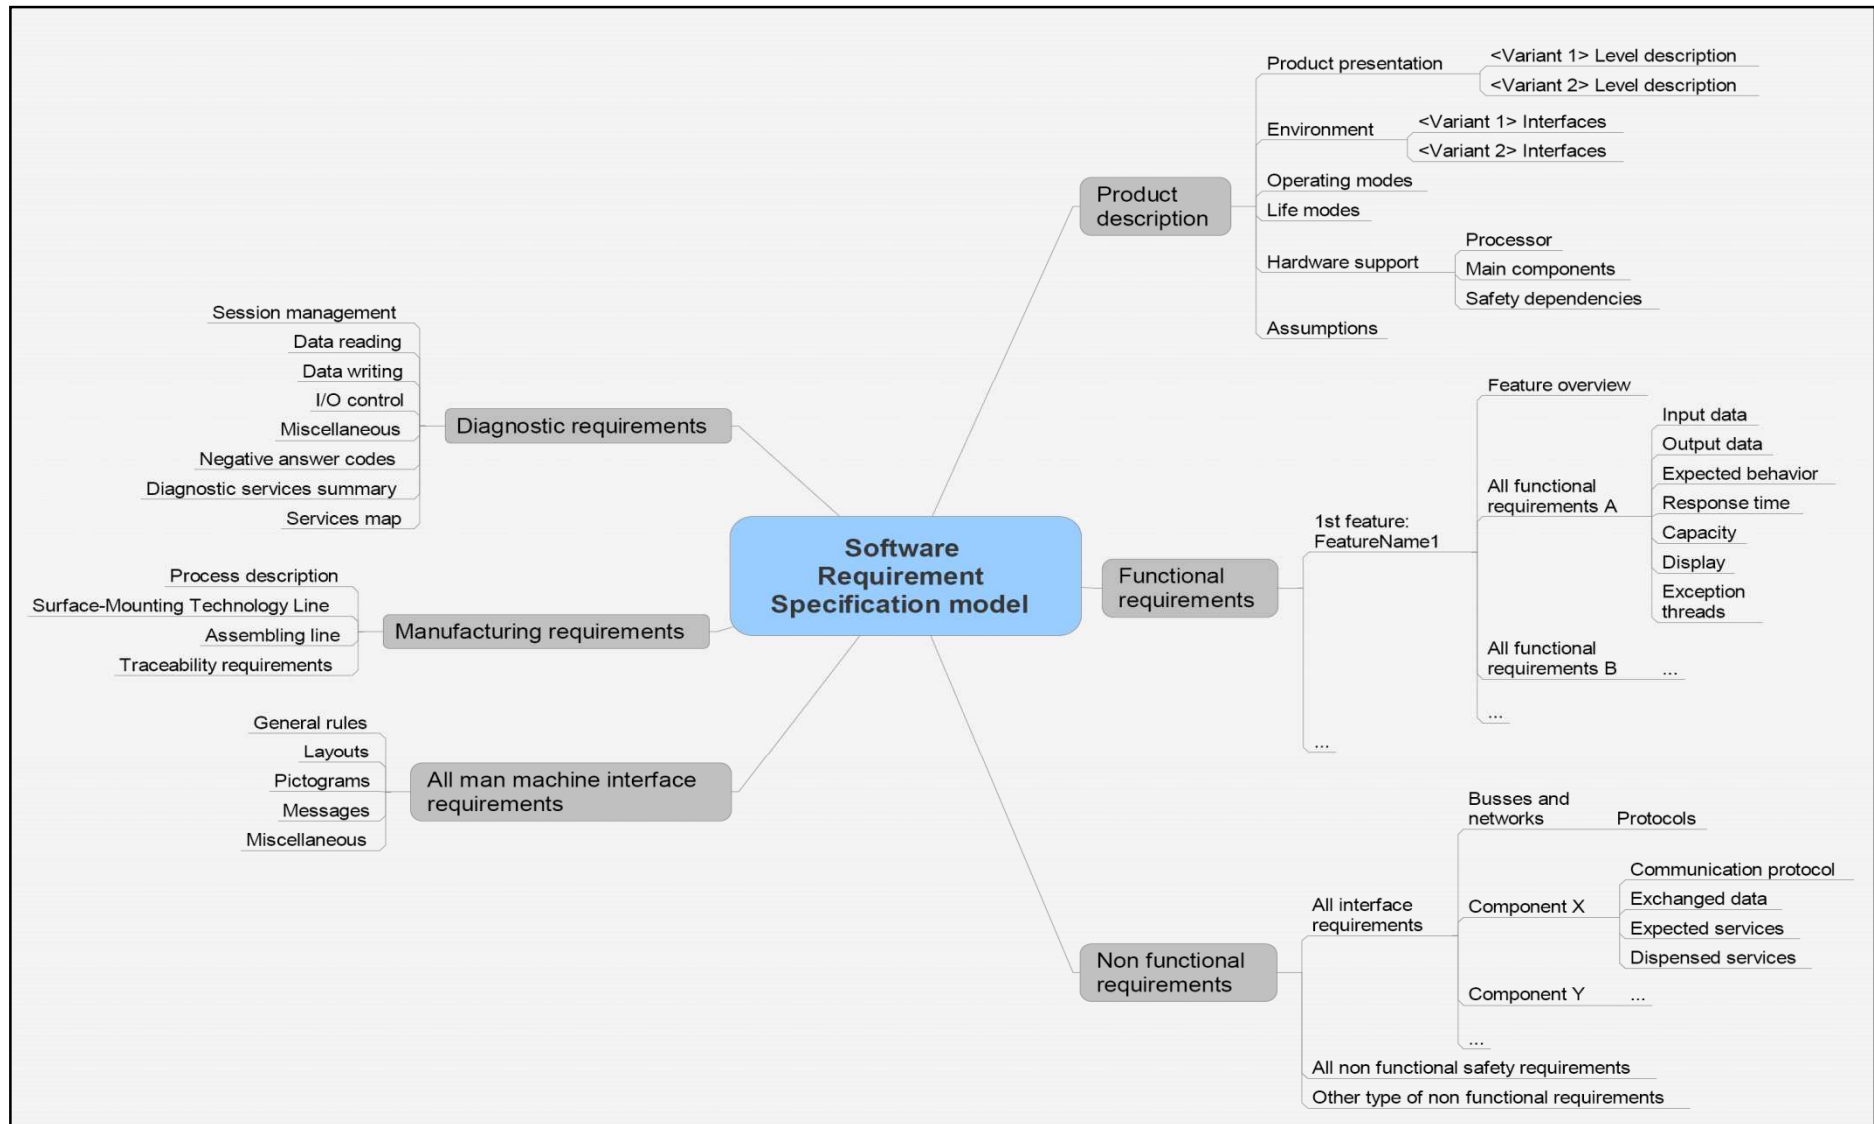 Software
Requirement
Specification model
Product
description
Product presentation
<Variant 1> Level description
<Variant 2> Level description
Environment
<Variant 1> Interfaces
<Variant 2> Interfaces
Operating modes
Life modes
Hardware support
Processor
Main components
Safety dependencies
Assumptions
Functional
requirements
1st feature:
FeatureName1
Feature overview
All functional
requirements A
Input data
Output data
Expected behavior
Response time
Capacity
Display
Exception
threads
All functional
requirements B
...
...
...
Non functional
requirements
All interface
requirements
Busses and
networks
Protocols
Component X
Communication protocol
Exchanged data
Expected services
Dispensed services
Component Y
...
...
All non functional safety requirements
Other type of non functional requirements
Diagnostic requirements
Session management
Data reading
Data writing
I/O control
Miscellaneous
Negative answer codes
Diagnostic services summary
Services map
Manufacturing requirements
Process description
Surface-Mounting Technology Line
Assembling line
Traceability requirements
All man machine interface
requirements
General rules
Layouts
Pictograms
Messages
Miscellaneous